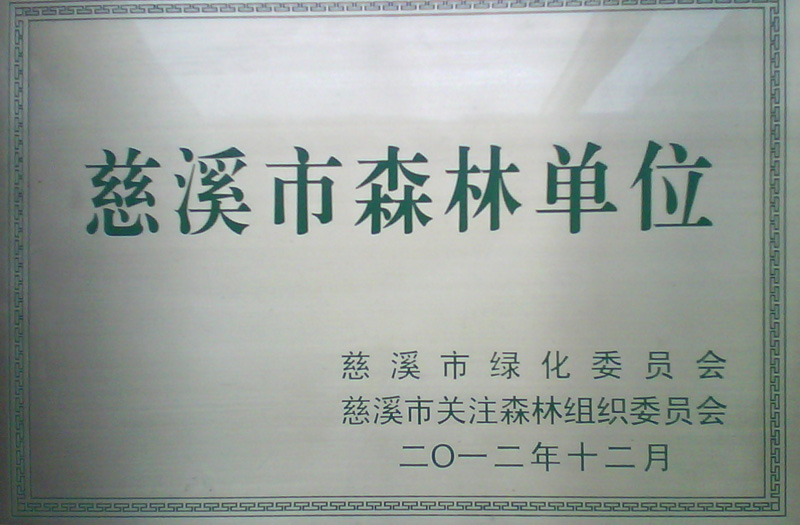 慈溪市森林单位
慈溪市绿化委员会
慈溪市关注森林组织委员会
二〇一二年十二月